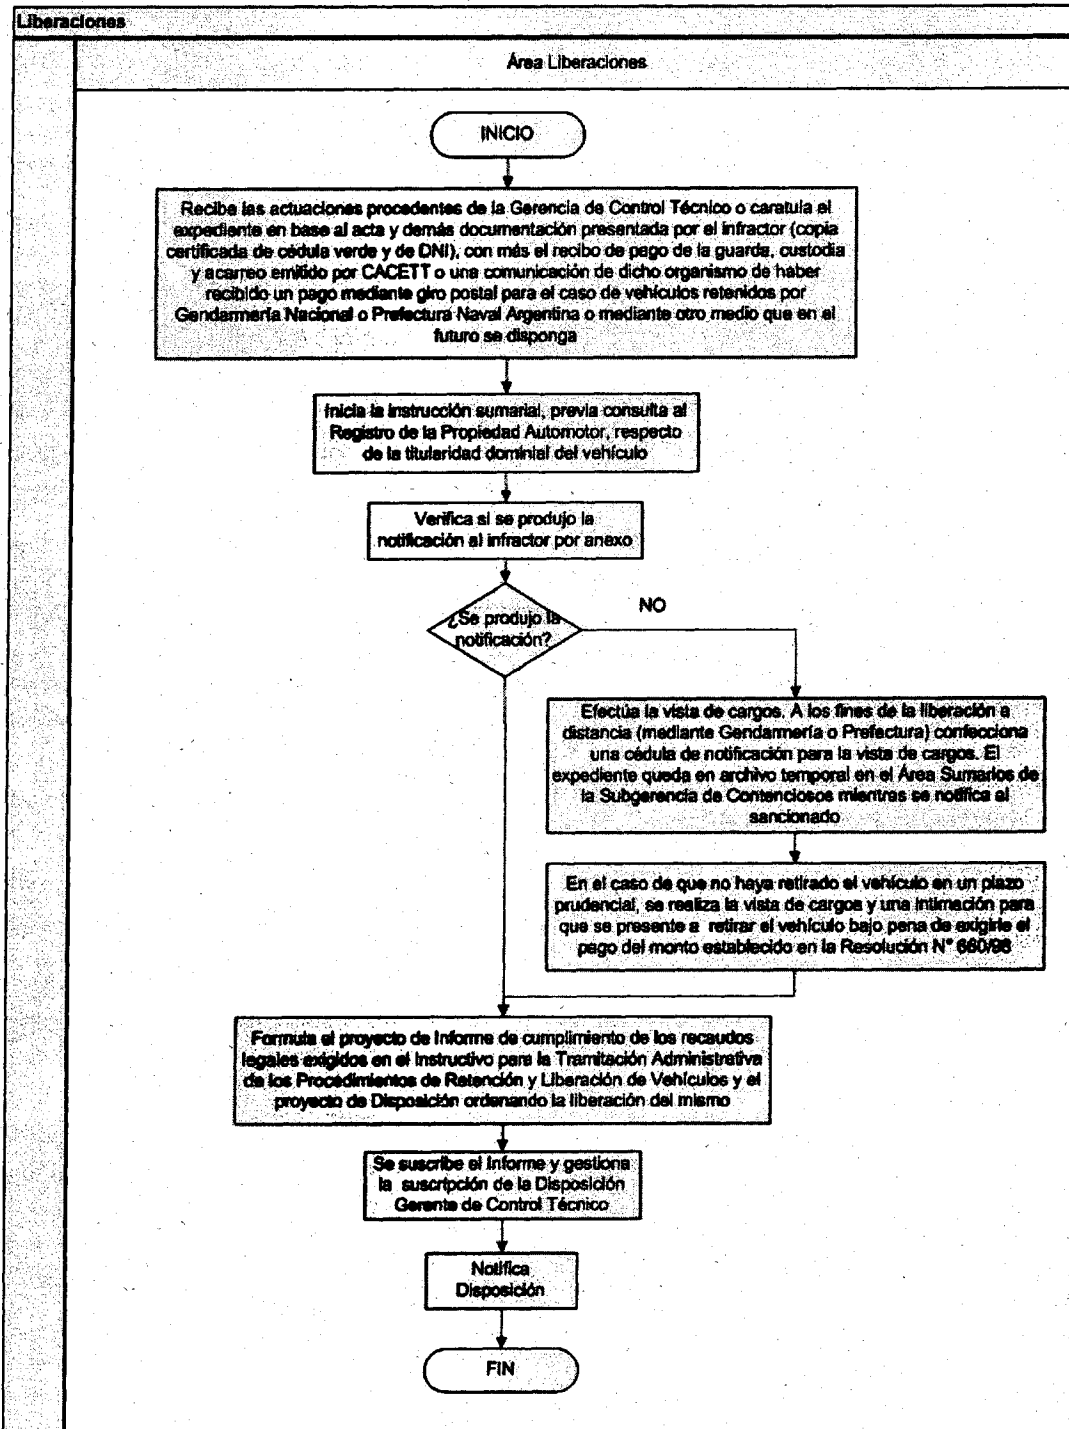 Liberaciones
Área Liberaciones
INICIO
Recibe las actuaciones procedentes de la Gerencia de Control Técnico o caratula el
expediente en base al acta y demás documentación presentada por el infractor (copia
certificada de cédula verde y de DNI), con más el recibo de pago de la guarda, custodia
y acarreo emitido por CACETT o una comunicación de dicho organismo de haber
recibido un pago mediante giro postal para el caso de vehículos retenidos por
Gendarmería Nacional o Prefectura Naval Argentina o mediante otro medio que en el
futuro se disponga
Inicia la instrucción sumarial, previa consulta al
Registro de la Propiedad Automotor, respecto
de la titularidad dominial del vehículo
Verifica si se produjo la
notificación al infractor por anexo
¿Se produjo la
notificación?
NO
Efectúa la vista de cargos. A los fines de la liberación a
distancia (mediante Gendarmería o Prefectura) confecciona
una cédula de notificación para la vista de cargos. El
expediente queda en archivo temporal en el Área Sumarios de
la Subgerencia de Contenciosos mientras se notifica al
sancionado
En el caso de que no haya retirado el vehículo en un plazo
prudencial, se realiza la vista de cargos y una intimación para
que se presente a retirar el vehículo bajo pena de exigirle el
pago del monto establecido en la Resolución N° 660/98
Formula el proyecto de Informe de cumplimiento de los recaudos
legales exigidos en el Instructivo para la Tramitación Administrativa
de los Procedimientos de Retención y Liberación de Vehículos y el
proyecto de Disposición ordenando la liberación del mismo
Se suscribe el Informe y gestiona
la suscripción de la Disposición
Gerente de Control Técnico
Notifica
Disposición
FIN